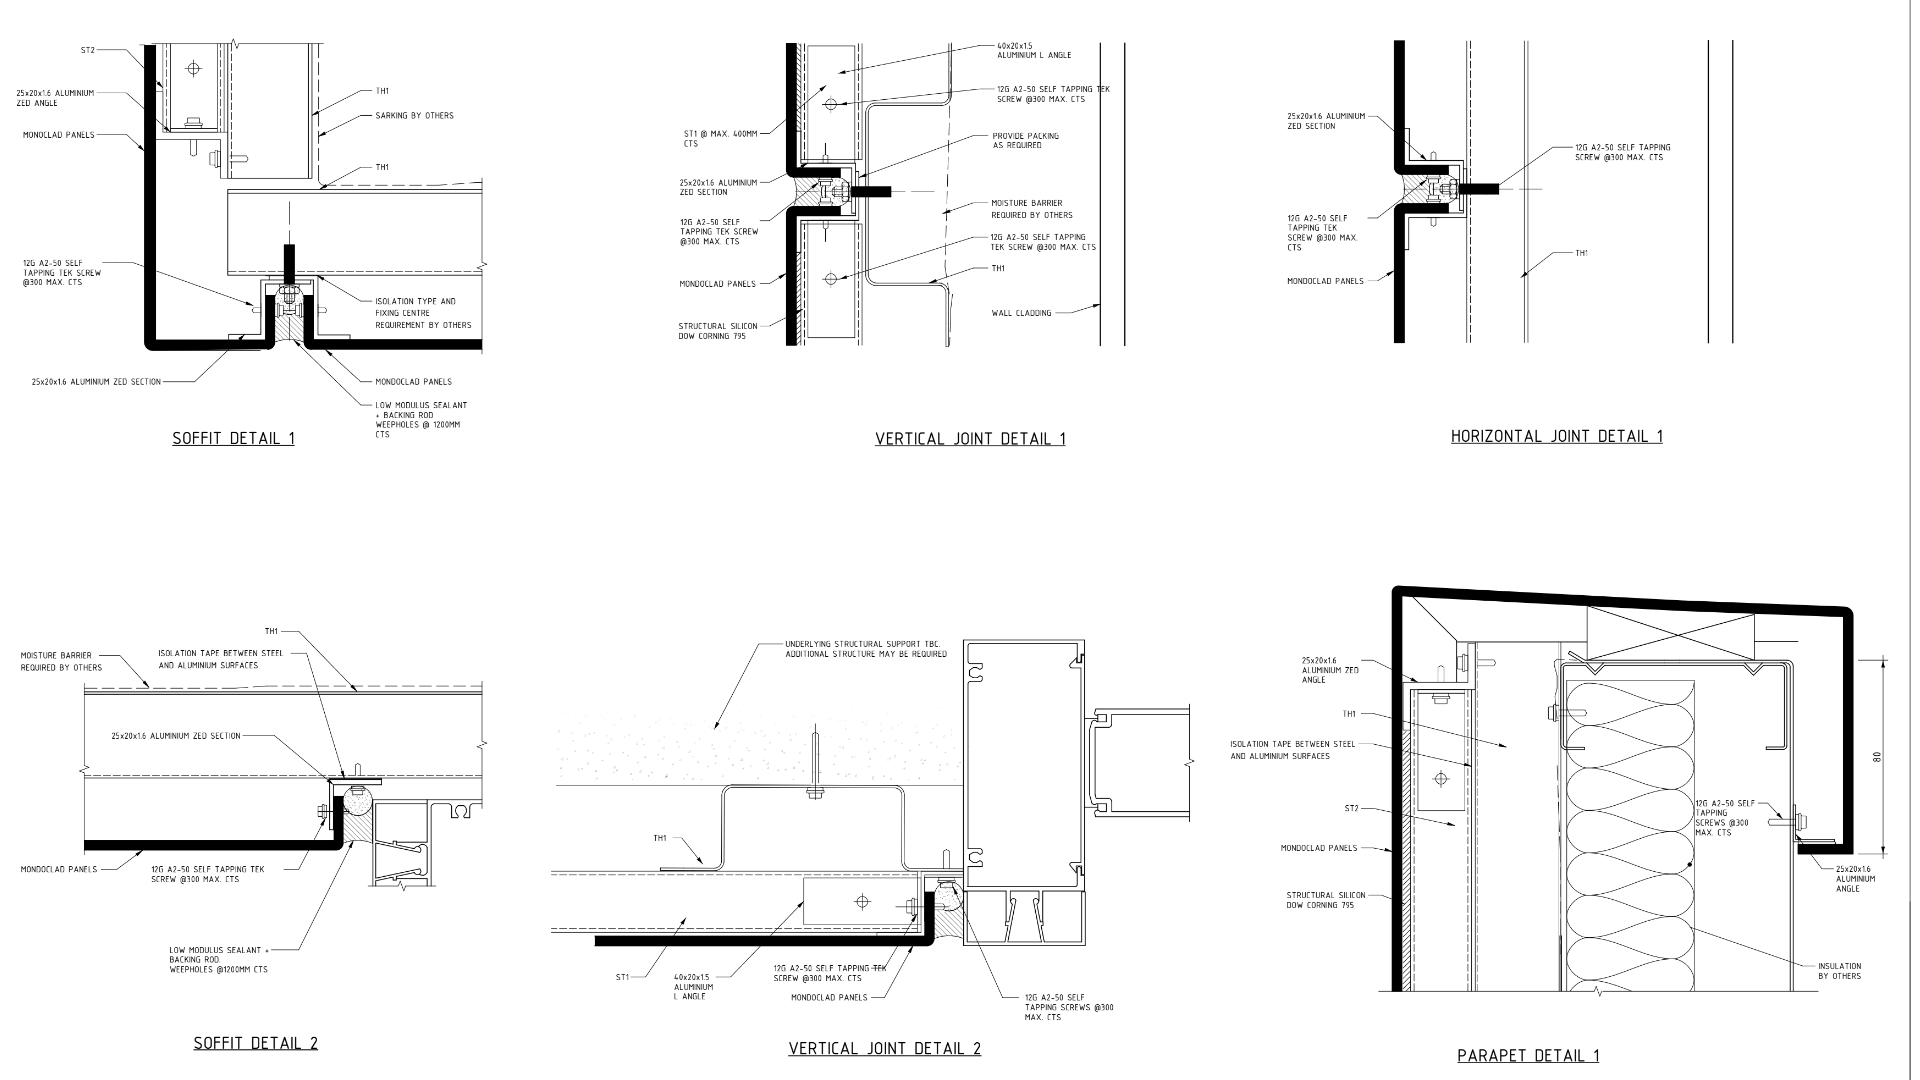 ST2
25x20x1.6 ALUMINIUM
ZED ANGLE
MONOCLAD PANELS
TH1
SARKING BY OTHERS
TH1
12G A2-50 SELF
TAPPING TEK SCREW
@300 MAX. CTS
ISOLATION TYPE AND
FIXING CENTRE
REQUIREMENT BY OTHERS
25x20x1.6 ALUMINIUM ZED SECTION
MONDOCLAD PANELS
LOW MODULUS SEALANT
+ BACKING ROD
WEEPHOLES @ 1200MM
CTS
SOFFIT DETAIL 1
40x20x1.5
ALUMINIUM L ANGLE
12G A2-50 SELF TAPPING TEK
SCREW @300 MAX. CTS
ST1 @ MAX. 400MM
CTS
PROVIDE PACKING
AS REQUIRED
25x20x1.6 ALUMINIUM
ZED SECTION
12G A2-50 SELF
TAPPING TEK SCREW
@300 MAX. CTS
MOISTURE BARRIER
REQUIRED BY OTHERS
12G A2-50 SELF TAPPING
TEK SCREW @300 MAX. CTS
TH1
MONDOCLAD PANELS
WALL CLADDING
STRUCTURAL SILICON
DOW CORNING 795
VERTICAL JOINT DETAIL 1
25x20x1.6 ALUMINIUM
ZED SECTION
12G A2-50 SELF TAPPING
SCREW @300 MAX. CTS
12G A2-50 SELF
TAPPING TEK
SCREW @300 MAX.
CTS
TH1
MONDOCLAD PANELS
HORIZONTAL JOINT DETAIL 1
TH1
MOISTURE BARRIER
REQUIRED BY OTHERS
ISOLATION TAPE BETWEEN STEEL
AND ALUMINIUM SURFACES
25x20x1.6 ALUMINIUM ZED SECTION
MONDOCLAD PANELS
12G A2-50 SELF TAPPING TEK
SCREW @300 MAX. CTS
LOW MODULUS SEALANT +
BACKING ROD.
WEEPHOLES @1200MM CTS
SOFFIT DETAIL 2
UNDERLYING STRUCTURAL SUPPORT TBC.
ADDITIONAL STRUCTURE MAY BE REQUIRED
TH1
ST1
40x20x1.5
ALUMINIUM
L ANGLE
12G A2-50 SELF TAPPING TEK
SCREW @300 MAX. CTS
MONDOCLAD PANELS
12G A2-50 SELF
TAPPING SCREWS @300
MAX. CTS
VERTICAL JOINT DETAIL 2
25x20x1.6
ALUMINIUM ZED
ANGLE
TH1
ISOLATION TAPE BETWEEN STEEL
AND ALUMINIUM SURFACES
ST2
MONDOCLAD PANELS
STRUCTURAL SILICON
DOW CORNING 795
80
12G A2-50 SELF
TAPPING
SCREWS @300
MAX. CTS
25x20x1.6
ALUMINIUM
ANGLE
INSULATION
BY OTHERS
PARAPET DETAIL 1